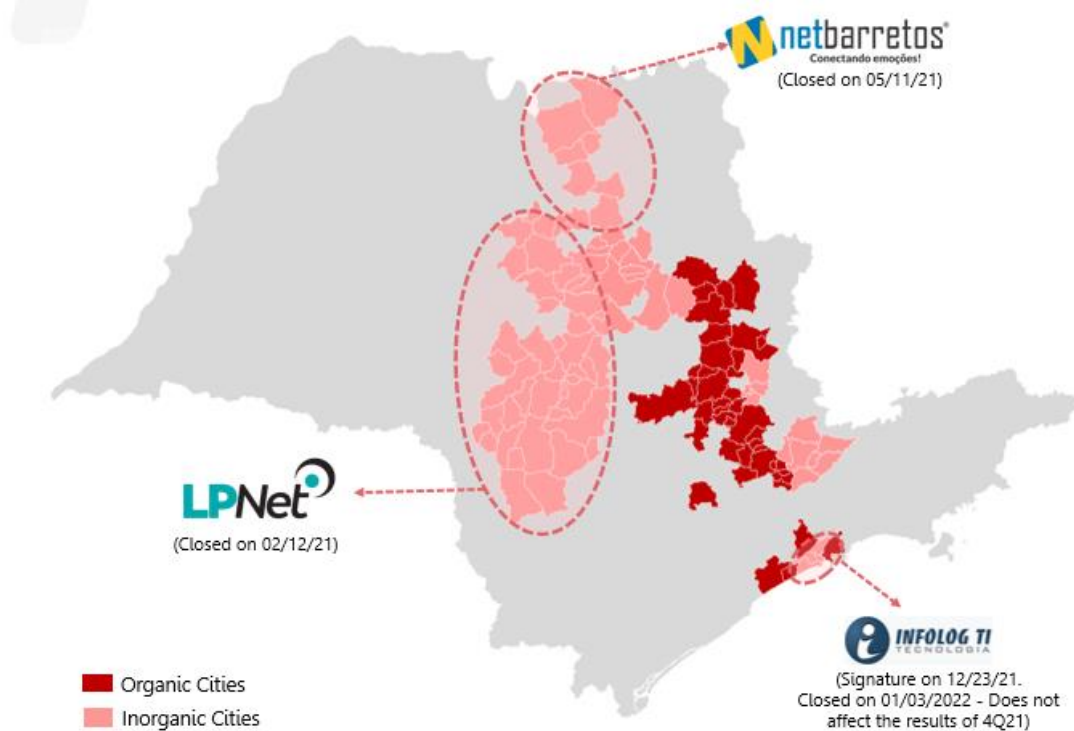 netbarretos®
Conectando emoções!
(Closed on 05/11/21)
LPNet
(Closed on 02/12/21)
INFOLOG TI
TECNOLOGIA
(Signature on 12/23/21.
Closed on 01/03/2022 - Does not
affect the results of 4Q21)
Organic Cities
Inorganic Cities